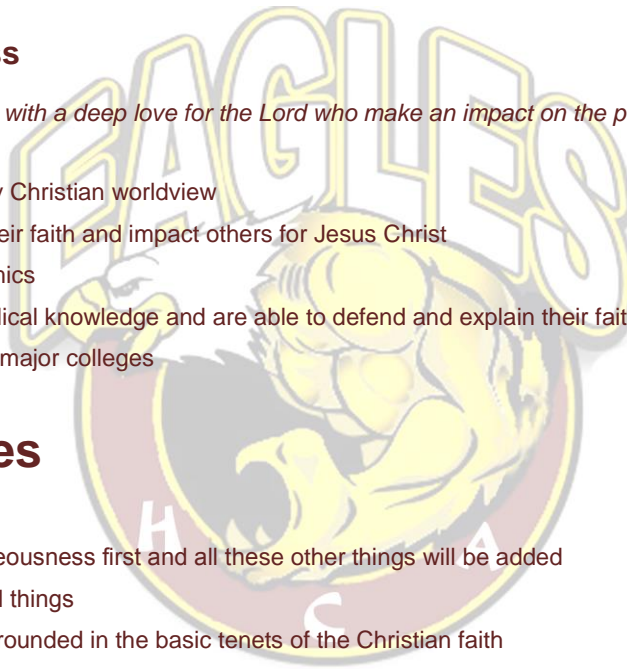 EAGLES
ss
with a deep love for the Lord who make an impact on the p
y Christian worldview
eir faith and impact others for Jesus Christ
nics
lical knowledge and are able to defend and explain their fait
major colleges
es
eousness first and all these other things will be added
l things
rounded in the basic tenets of the Christian faith
H C A